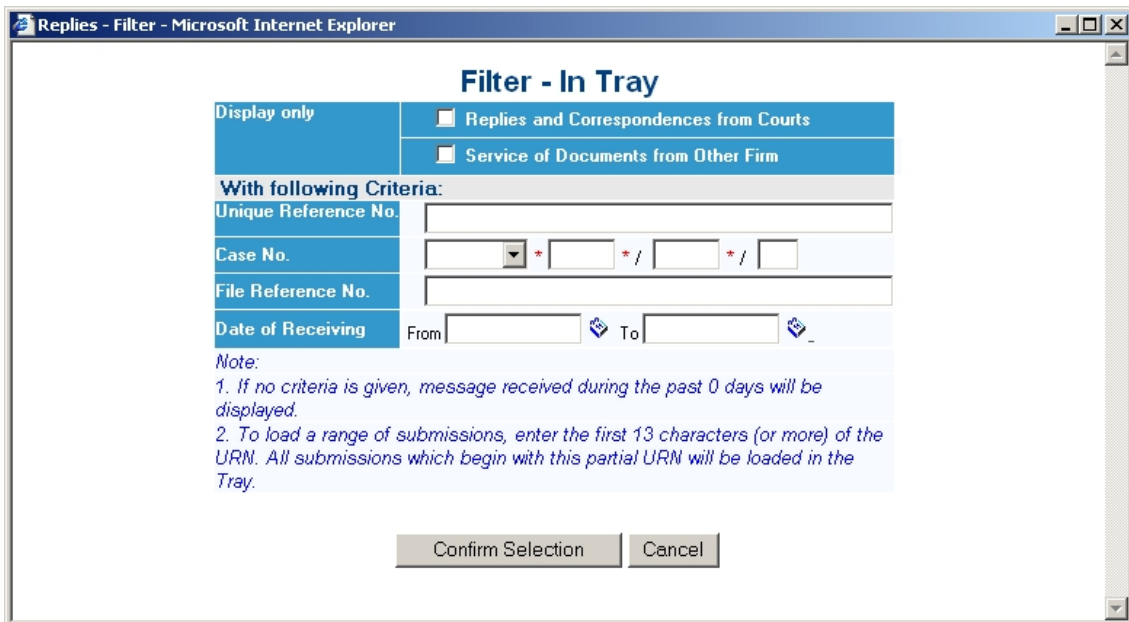 Replies - Filter - Microsoft Internet Explorer
Filter - In Tray
Display only
Replies and Correspondences from Courts
Service of Documents from Other Firm
With following Criteria:
Unique Reference No.
Case No. * * / * /
File Reference No.
Date of Receiving From To
Note:
1. If no criteria is given, message received during the past 0 days will be
displayed.
2. To load a range of submissions, enter the first 13 characters (or more) of the
URN. All submissions which begin with this partial URN will be loaded in the
Tray.
Confirm Selection Cancel